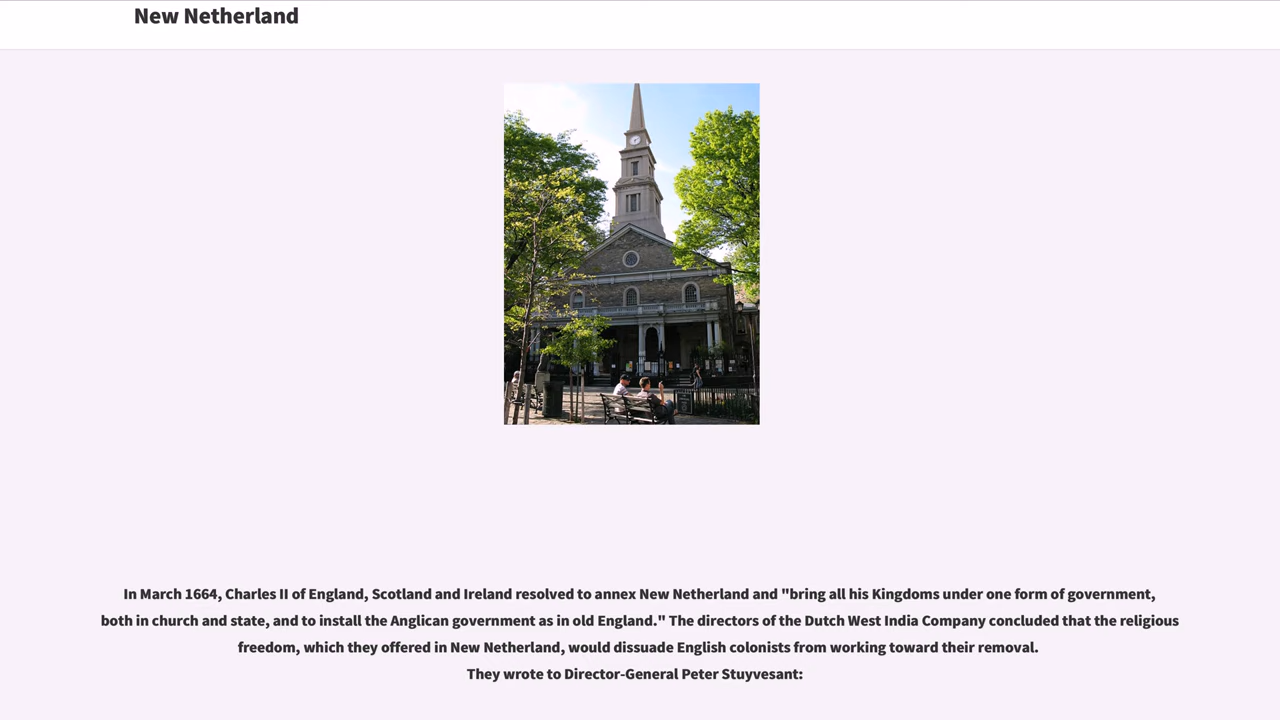 New Netherland
In March 1664, Charles II of England, Scotland and Ireland resolved to annex New Netherland and "bring all his Kingdoms under one form of government,
both in church and state, and to install the Anglican government as in old England." The directors of the Dutch West India Company concluded that the religious
freedom, which they offered in New Netherland, would dissuade English colonists from working toward their removal.
They wrote to Director-General Peter Stuyvesant: